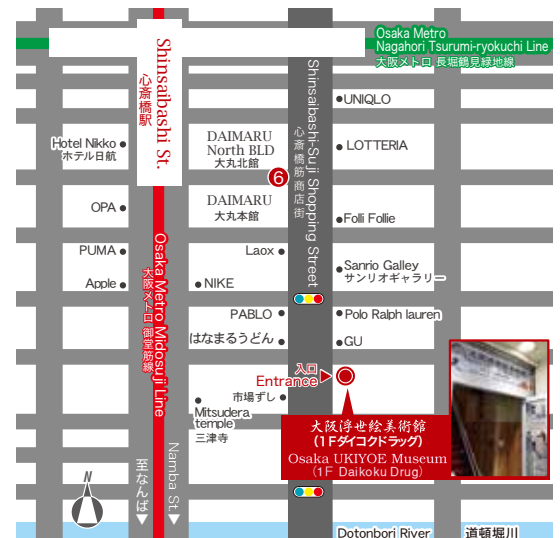 Osaka Metro
Nagahori Tsurumi-ryokuchi Line
大阪メトロ 長堀鶴見緑地線
Shinsaibashi St.
心斎橋駅
Shinsaibashi-Suji Shopping Street
心斎橋筋商店街
UNIQLO
Hotel Nikko
ホテル日航
DAIMARU
North BLD
大丸北館
LOTTERIA
6
OPA
DAIMARU
大丸本館
Folli Follie
PUMA
Laox
Sanrio Galley
サンリオギャラリー
Apple
NIKE
Osaka Metro Midosuji Line
大阪メトロ 御堂筋線
PABLO
Polo Ralph lauren
はなまるうどん
GU
入口
Entrance
市場ずし
Mitsudera
temple
三津寺
大阪浮世絵美術館
(1Fダイコクドラッグ)
Osaka UKIYOE Museum
(1F Daikoku Drug)
Namba St.
至なんば
N
Dotonbori River
道頓堀川